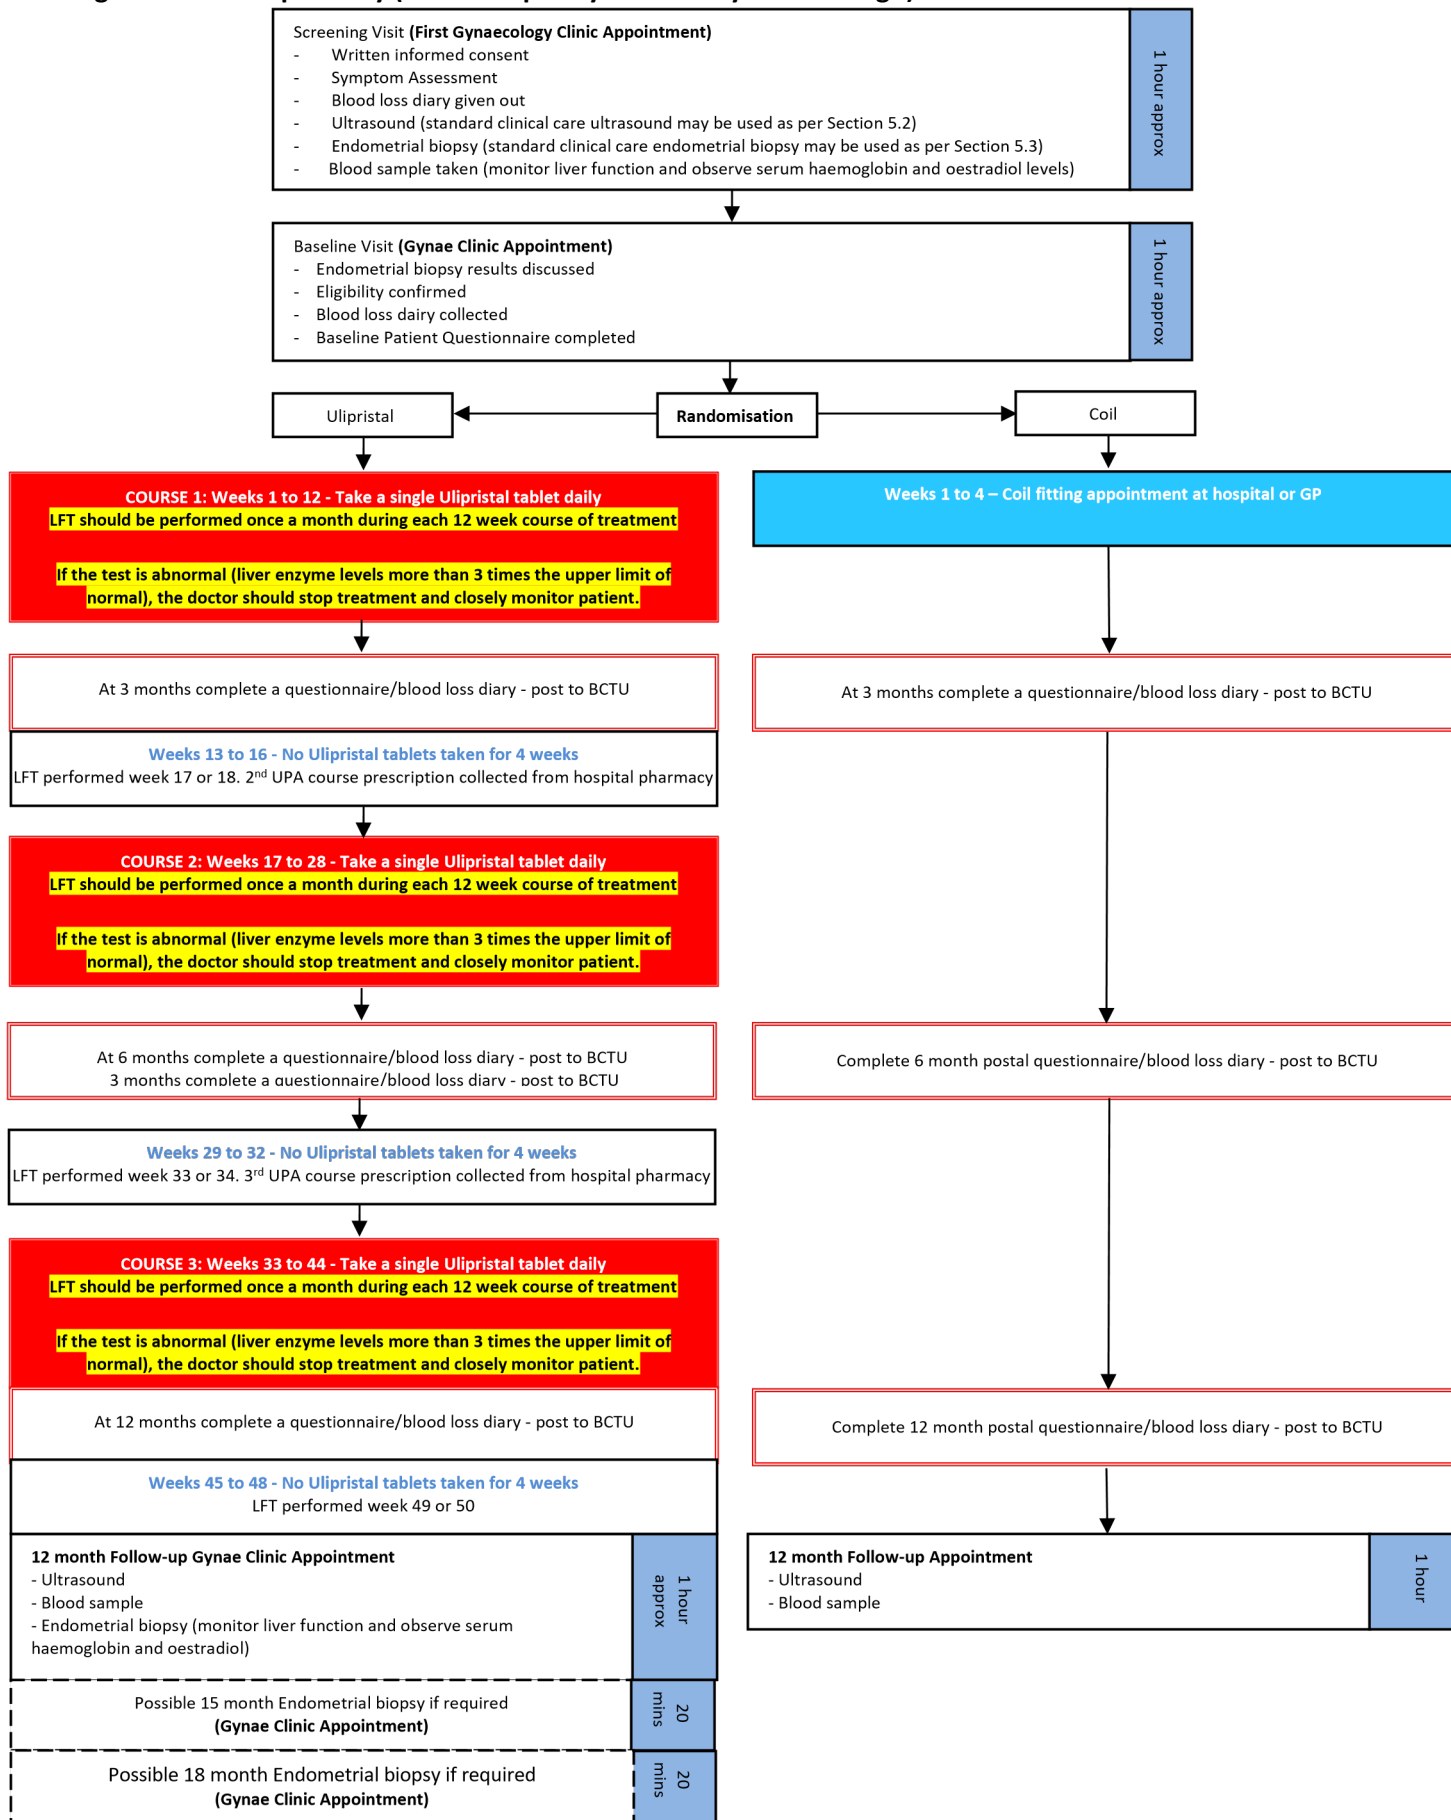 Screening Visit (First Gynaecology Clinic Appointment)
- Written informed consent
- Symptom Assessment
- Blood loss diary given out
- Ultrasound (standard clinical care ultrasound may be used as per Section 5.2)
- Endometrial biopsy (standard clinical care endometrial biopsy may be used as per Section 5.3)
- Blood sample taken (monitor liver function and observe serum haemoglobin and oestradiol levels)
1 hour approx
Baseline Visit (Gynae Clinic Appointment)
- Endometrial biopsy results discussed
- Eligibility confirmed
- Blood loss dairy collected
- Baseline Patient Questionnaire completed
1 hour approx
Ulipristal
Randomisation
Coil
COURSE 1: Weeks 1 to 12 - Take a single Ulipristal tablet daily
LFT should be performed once a month during each 12 week course of treatment
If the test is abnormal (liver enzyme levels more than 3 times the upper limit of
normal), the doctor should stop treatment and closely monitor patient.
Weeks 1 to 4 – Coil fitting appointment at hospital or GP
At 3 months complete a questionnaire/blood loss diary - post to BCTU
At 3 months complete a questionnaire/blood loss diary - post to BCTU
Weeks 13 to 16 - No Ulipristal tablets taken for 4 weeks
LFT performed week 17 or 18. 2nd UPA course prescription collected from hospital pharmacy
COURSE 2: Weeks 17 to 28 - Take a single Ulipristal tablet daily
LFT should be performed once a month during each 12 week course of treatment
If the test is abnormal (liver enzyme levels more than 3 times the upper limit of
normal), the doctor should stop treatment and closely monitor patient.
At 6 months complete a questionnaire/blood loss diary - post to BCTU
3 months complete a questionnaire/blood loss diary - post to BCTU
Complete 6 month postal questionnaire/blood loss diary - post to BCTU
Weeks 29 to 32 - No Ulipristal tablets taken for 4 weeks
LFT performed week 33 or 34. 3rd UPA course prescription collected from hospital pharmacy
COURSE 3: Weeks 33 to 44 - Take a single Ulipristal tablet daily
LFT should be performed once a month during each 12 week course of treatment
If the test is abnormal (liver enzyme levels more than 3 times the upper limit of
normal), the doctor should stop treatment and closely monitor patient.
At 12 months complete a questionnaire/blood loss diary - post to BCTU
Complete 12 month postal questionnaire/blood loss diary - post to BCTU
Weeks 45 to 48 - No Ulipristal tablets taken for 4 weeks
LFT performed week 49 or 50
12 month Follow-up Gynae Clinic Appointment
- Ultrasound
- Blood sample
- Endometrial biopsy (monitor liver function and observe serum
haemoglobin and oestradiol)
1 hour
approx
12 month Follow-up Appointment
- Ultrasound
- Blood sample
1 hour
Possible 15 month Endometrial biopsy if required
(Gynae Clinic Appointment)
20
mins
Possible 18 month Endometrial biopsy if required
(Gynae Clinic Appointment)
20
mins